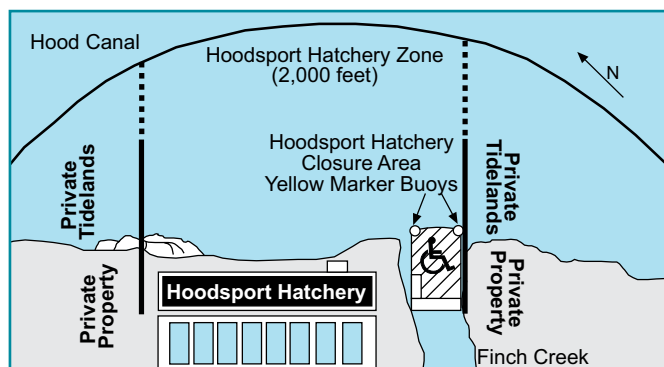 Hood Canal
Hoodsport Hatchery Zone
(2,000 feet)
N
Hoodsport Hatchery
Closure Area
Yellow Marker Buoys
Private
Tidelands
Private
Tidelands
Private
Property
Hoodsport Hatchery
Private
Property
Finch Creek